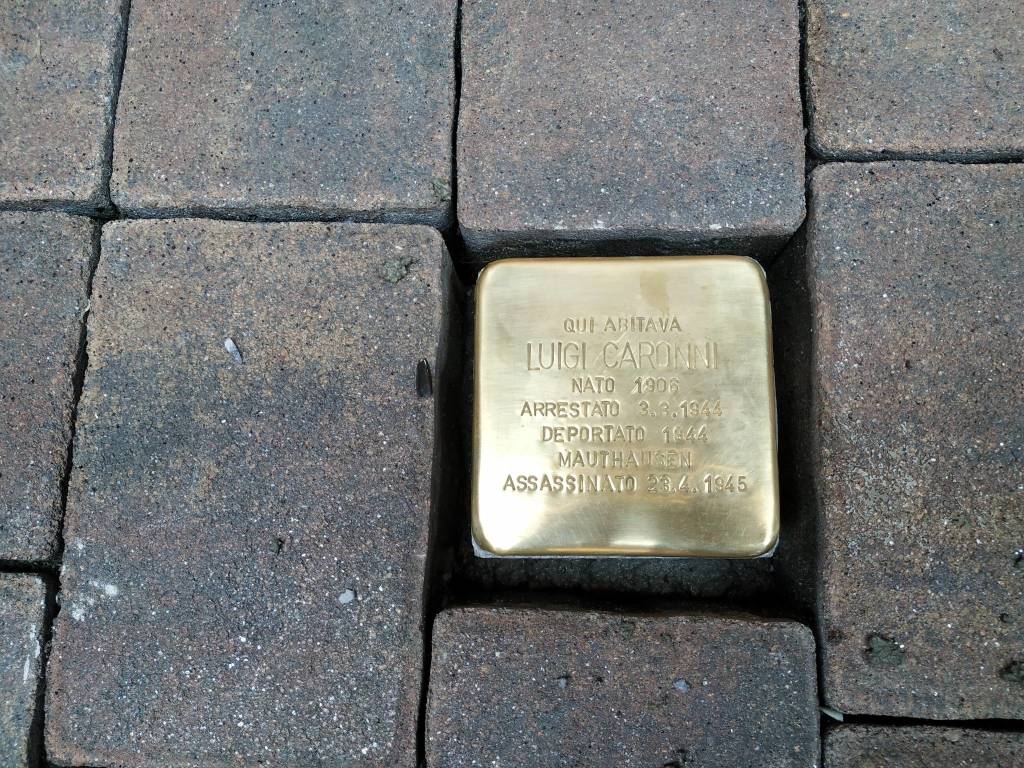 QUI ABITAVA
LUIGI CARONNI
NATO 1906
ARRESTATO 3.3.1944
DEPORTATO 1944
MAUTHAUSEN
ASSASSINATO 23.4.1945